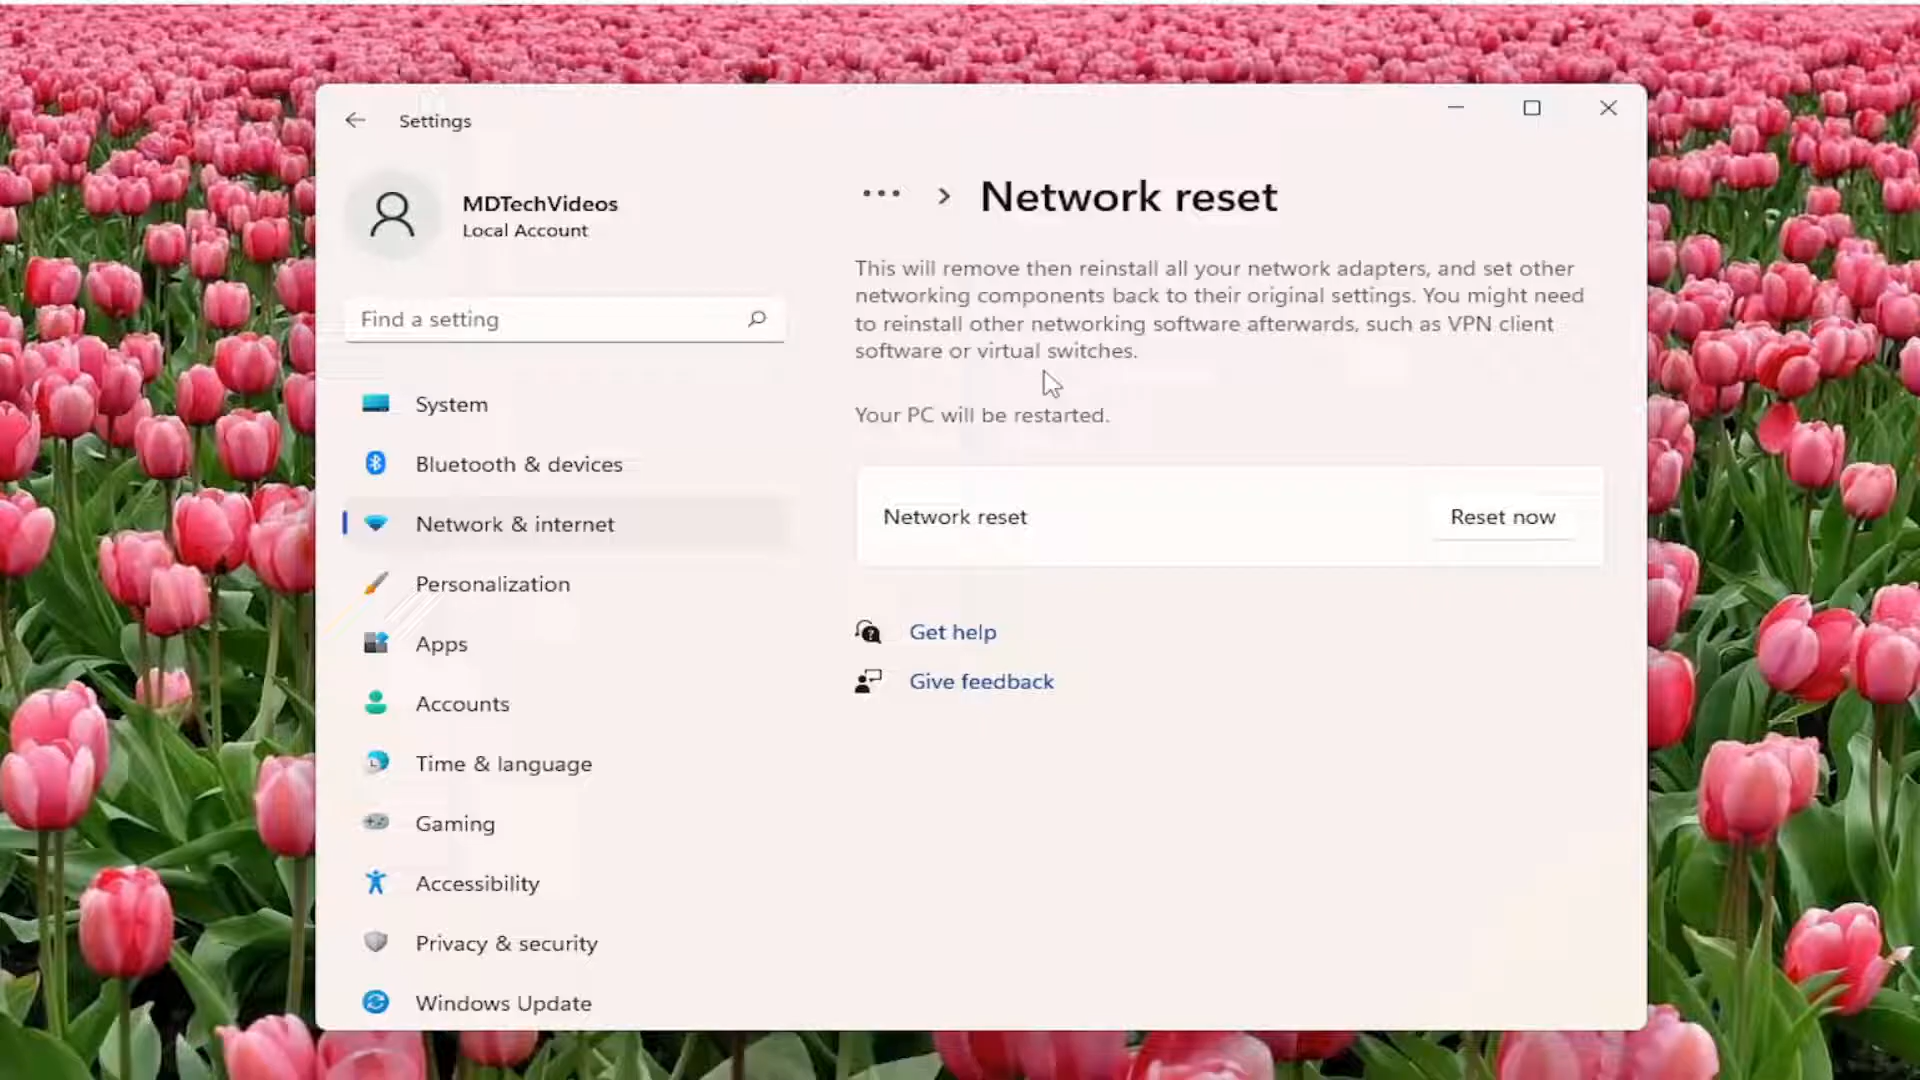 Settings
MDTechVideos
Local Account
Find a setting
System
Bluetooth & devices
Network & internet
Personalization
Apps
Accounts
Time & language
Gaming
Accessibility
Privacy & security
Windows Update
··· > Network reset
This will remove then reinstall all your network adapters, and set other
networking components back to their original settings. You might need
to reinstall other networking software afterwards, such as VPN client
software or virtual switches.
Your PC will be restarted.
Network reset
Reset now
Get help
Give feedback